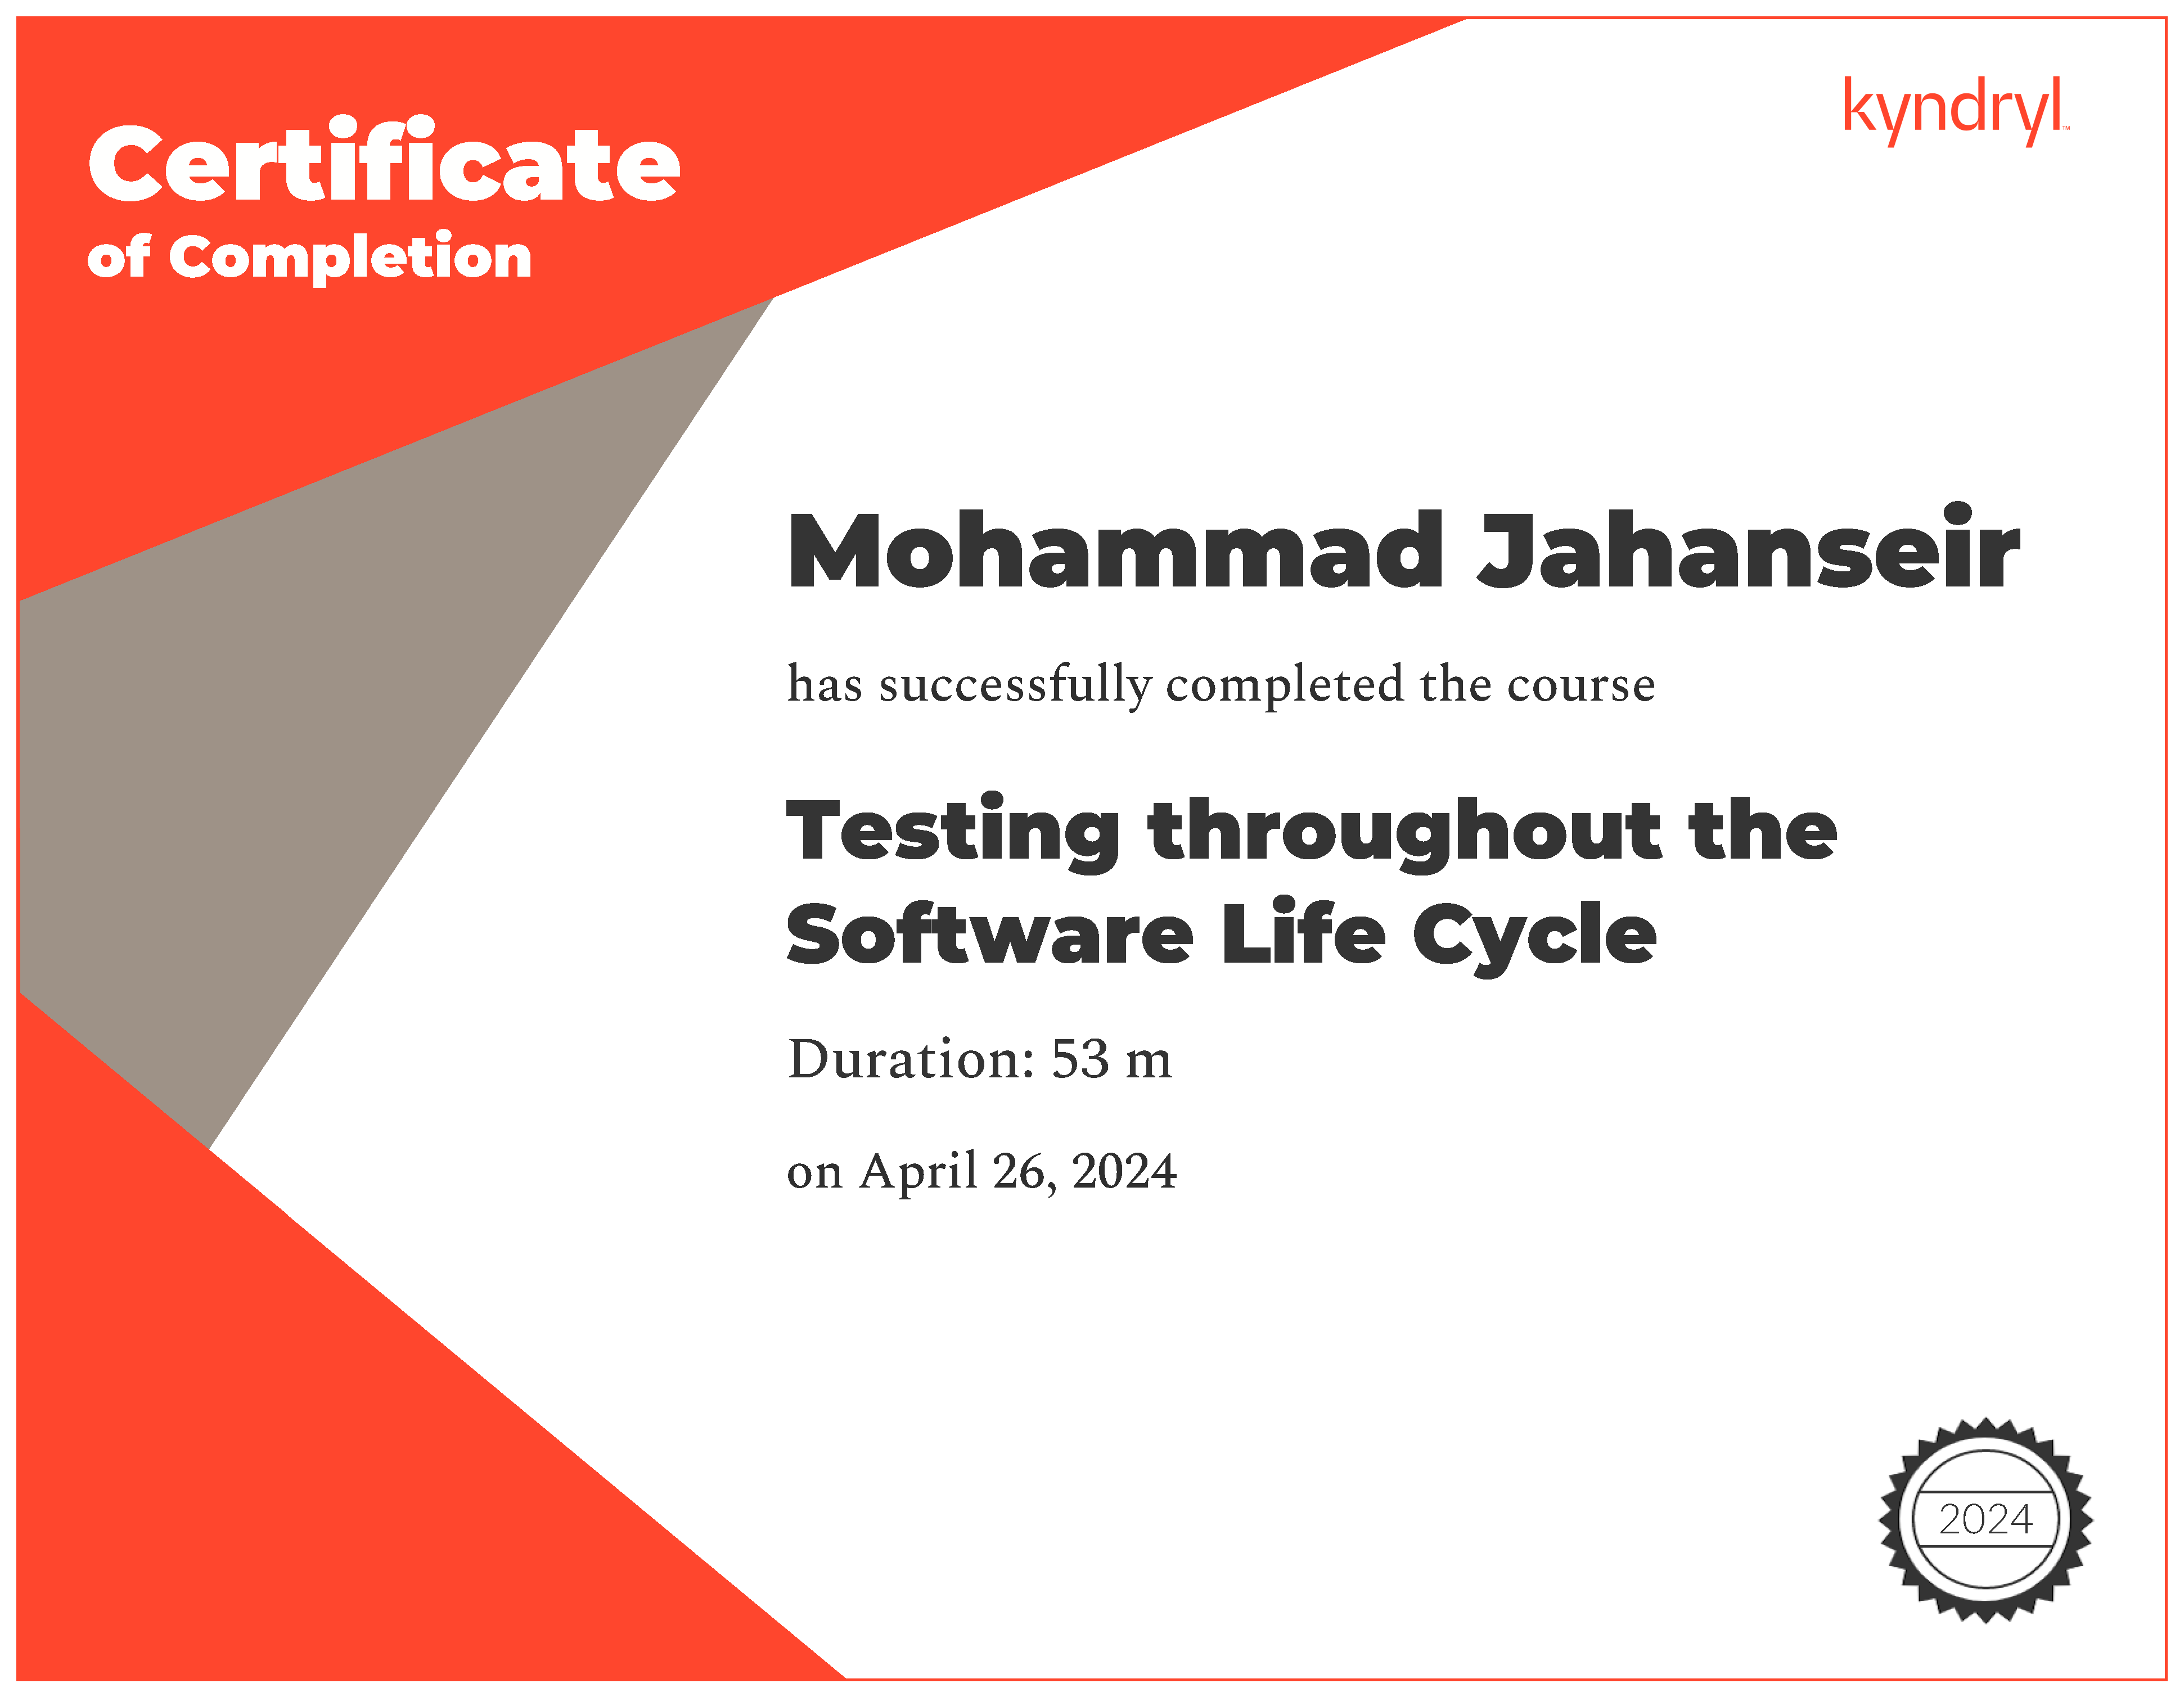 Certificate
of Completion
kyndryl™
Mohammad Jahanseir
has successfully completed the course
Testing throughout the
Software Life Cycle
Duration: 53 m
on April 26, 2024
2024